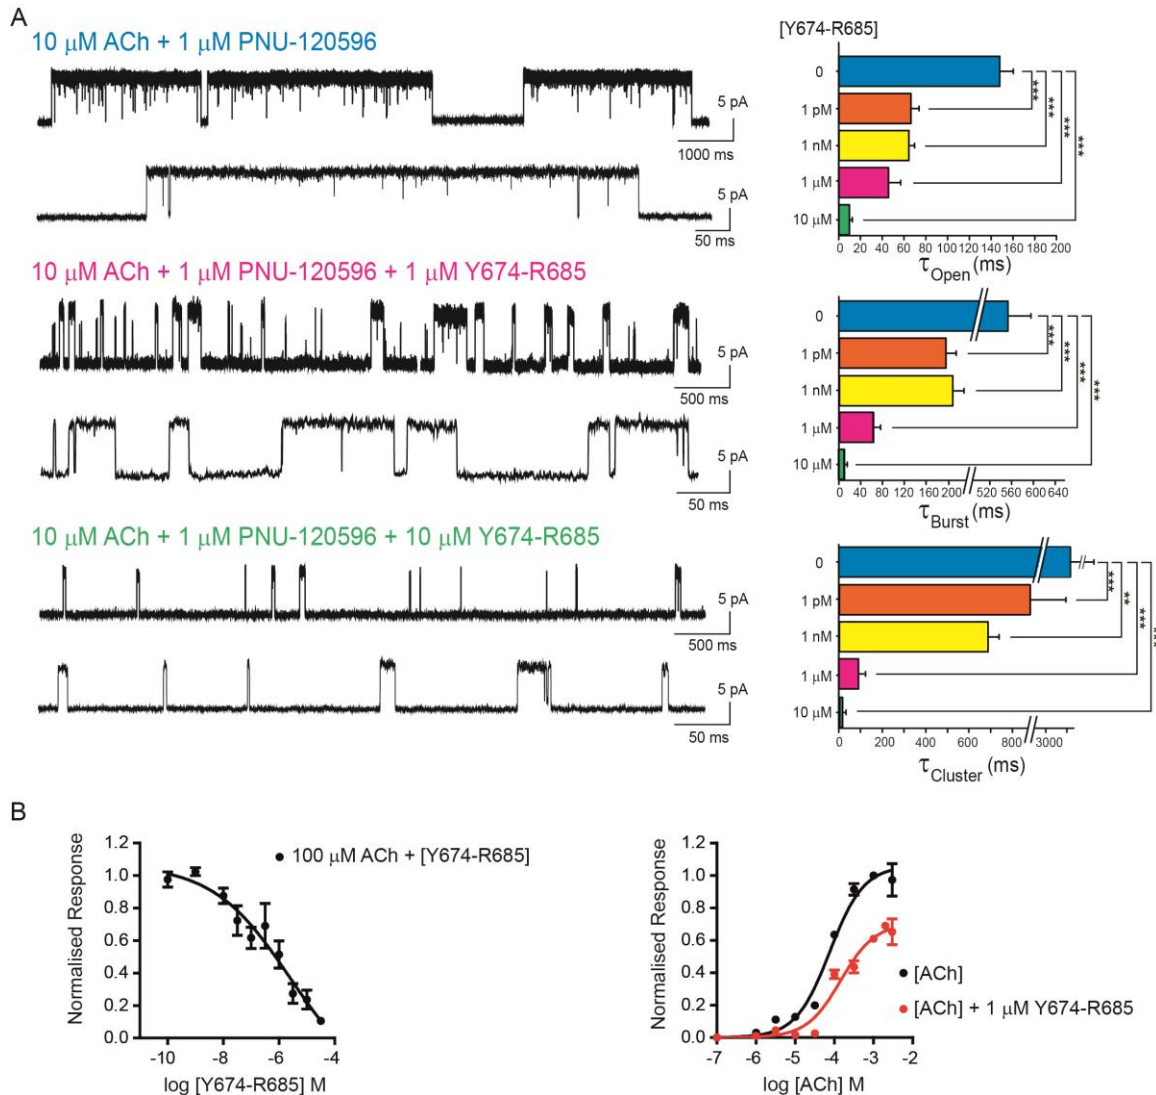 A
10 μM ACh + 1 μM PNU-120596
5 pA
1000 ms
5 pA
50 ms
10 μM ACh + 1 μM PNU-120596 + 1 μM Y674-R685
5 pA
500 ms
5 pA
50 ms
10 μM ACh + 1 μM PNU-120596 + 10 μM Y674-R685
5 pA
500 ms
5 pA
50 ms
[Y674-R685]
0
1 pM
1 nM
1 μM
10 μM
***
***
***
***
0 20 40 60 80 100 120 140 160 180 200
τOpen (ms)
0
1 pM
1 nM
1 μM
10 μM
***
***
***
***
0 40 80 120 160 200 520 560 600 640
τBurst (ms)
0
1 pM
1 nM
1 μM
10 μM
***
**
***
***
0 200 400 600 800 3000
τCluster (ms)
B
Normalised Response
1.2
1.0
0.8
0.6
0.4
0.2
0.0
-10 -8 -6 -4
log [Y674-R685] M
100 μM ACh + [Y674-R685]
Normalised Response
1.2
1.0
0.8
0.6
0.4
0.2
0.0
-7 -6 -5 -4 -3 -2
log [ACh] M
[ACh]
[ACh] + 1 μM Y674-R685